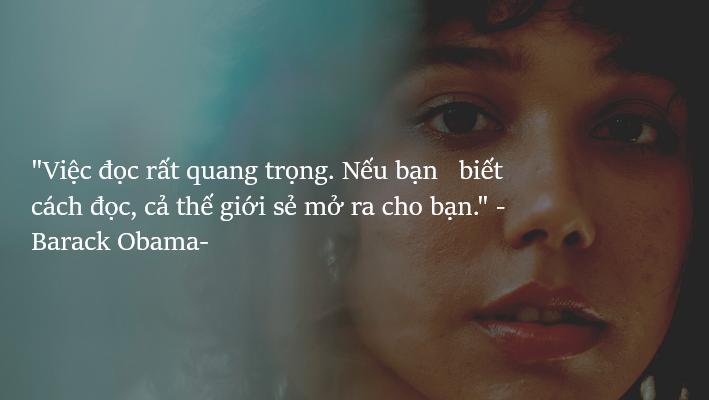 "Việc đọc rất quang trọng. Nếu bạn   biết
cách đọc, cả thế giới sẻ mở ra cho bạn." -
Barack Obama-